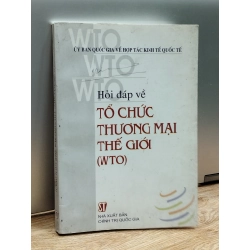 WTO
ỦY BAN QUỐC GIA VỀ HỢP TÁC KINH TẾ QUỐC TẾ
WTO
WTO
Hỏi đáp về
TỔ CHỨC
THƯƠNG MẠI
THẾ GIỚI
(WTO)
NHÀ XUẤT BẢN
CHÍNH TRỊ QUỐC GIA